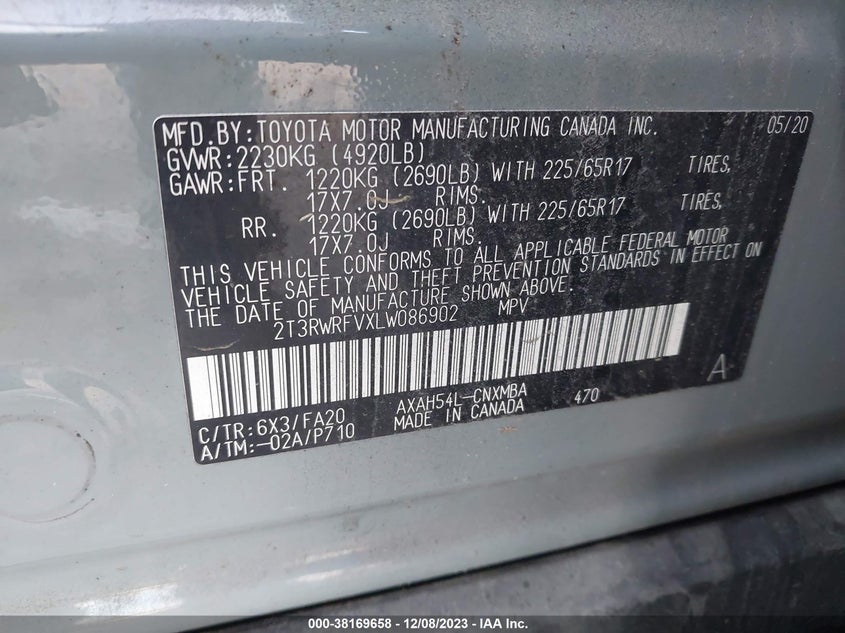 MFD.BY:TOYOTA MOTOR MANUFACTURING CANADA INC. 05/20
GVWR:2230KG (4920LB)
GAWR:FRT. 1220KG (2690LB) WITH 225/65R17 TIRES,
17X7.0J RIMS.
RR. 1220KG (2690LB) WITH 225/65R17 TIRES,
17X7.0J RIMS.
THIS VEHICLE CONFORMS TO ALL APPLICABLE FEDERAL MOTOR
VEHICLE SAFETY AND THEFT PREVENTION STANDARDS IN EFFECT ON
THE DATE OF MANUFACTURE SHOWN ABOVE.
2T3RWRFVXLW086902 MPV
A
C/TR:6X3/FA20 AXAH54L-CNXMBA 470
A/TM:-02A/P710 MADE IN CANADA
000-38169658 - 12/08/2023 - IAA Inc.